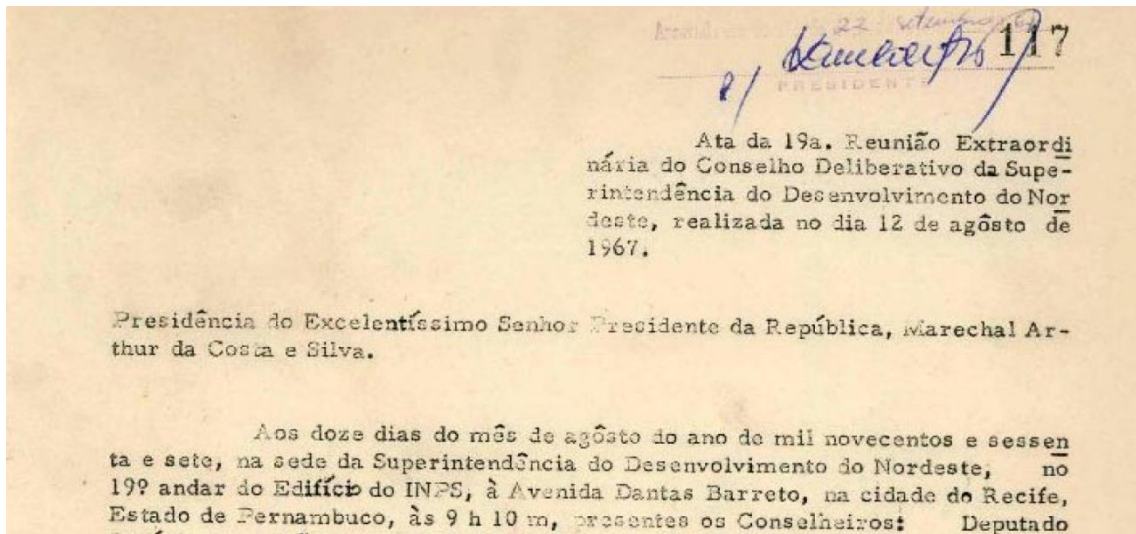 22 setembro
117
PRESIDENTE
Ata da 19a. Reunião Extraordi
nária do Conselho Deliberativo da Supe-
rintendência do Desenvolvimento do Nor
deste, realizada no dia 12 de agôsto de
1967.
Presidência do Excelentíssimo Senhor Presidente da República, Marechal Ar-
thur da Costa e Silva.
Aos doze dias do mês de agôsto do ano de mil novecentos e sessen
ta e sete, na sede da Superintendência do Desenvolvimento do Nordeste, no
19º andar do Edifício do INPS, à Avenida Dantas Barreto, na cidade do Recife,
Estado de Pernambuco, às 9 h 10 m, presentes os Conselheiros: Deputado